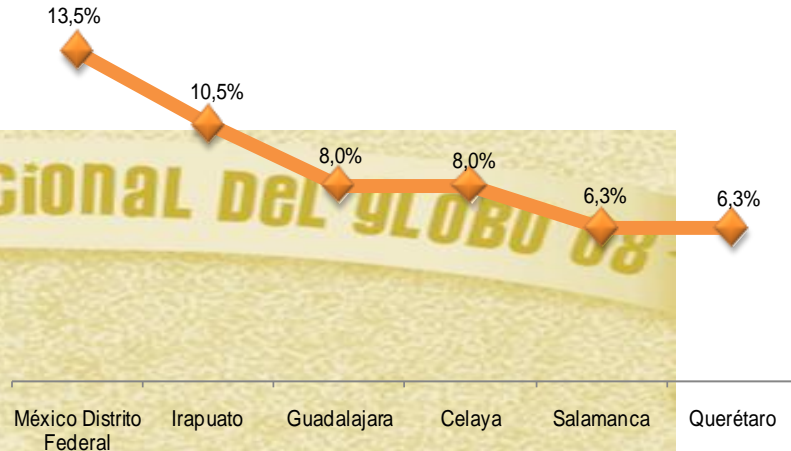 13,5%
10,5%
8,0%
8,0%
6,3%
6,3%
cional del globo 08
México Distrito Federal
Irapuato
Guadalajara
Celaya
Salamanca
Querétaro